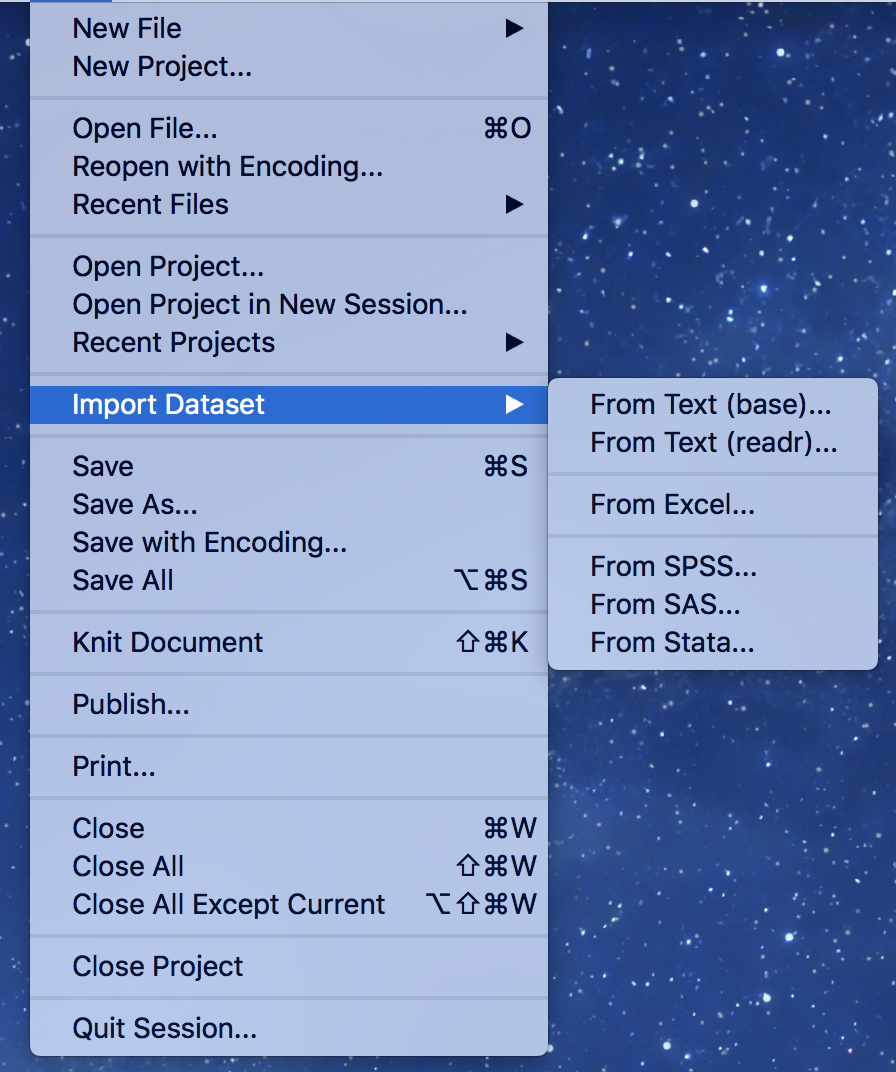 New File ▶
New Project...
Open File... ⌘O
Reopen with Encoding...
Recent Files ▶
Open Project...
Open Project in New Session...
Recent Projects ▶
Import Dataset ▶
Save ⌘S
Save As...
Save with Encoding...
Save All ⌥⌘S
Knit Document ⇧⌘K
Publish...
Print...
Close ⌘W
Close All ⇧⌘W
Close All Except Current ⌥⇧⌘W
Close Project
Quit Session...
From Text (base)...
From Text (readr)...
From Excel...
From SPSS...
From SAS...
From Stata...